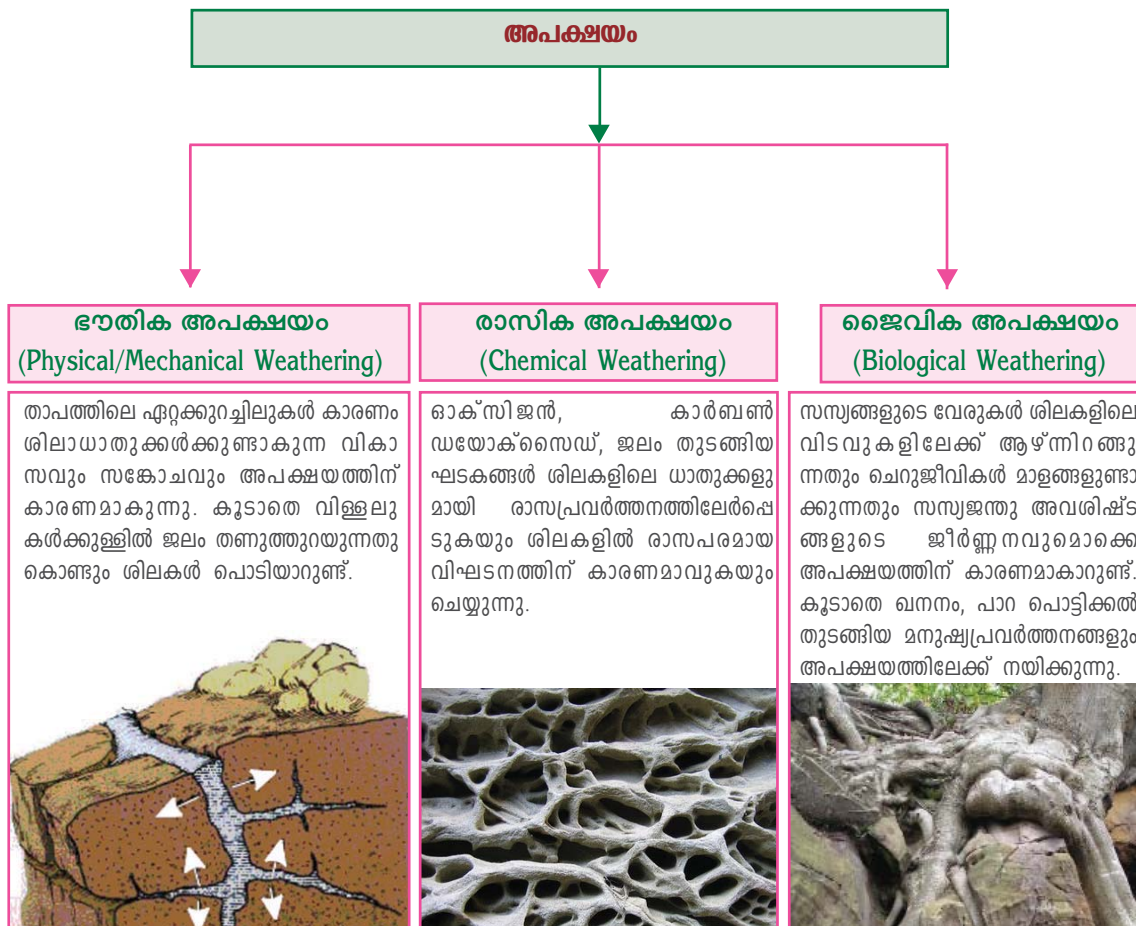 അപക്ഷയം
ഭൗതിക അപക്ഷയം
(Physical/Mechanical Weathering)
താപത്തിലെ ഏറ്റക്കുറച്ചിലുകൾ കാരണം
ശിലാധാതുക്കൾക്കുണ്ടാകുന്ന വികാ
സവും സങ്കോചവും അപക്ഷയത്തിന്
കാരണമാകുന്നു. കൂടാതെ വിള്ളലു
കൾക്കുള്ളിൽ ജലം തണുത്തുറയുന്നതു
കൊണ്ടും ശിലകൾ പൊടിയാറുണ്ട്.
രാസിക അപക്ഷയം
(Chemical Weathering)
ഓക്സിജൻ, കാർബൺ
ഡയോക്സൈഡ്, ജലം തുടങ്ങിയ
ഘടകങ്ങൾ ശിലകളിലെ ധാതുക്കളു
മായി രാസപ്രവർത്തനത്തിലേർപ്പെ
ടുകയും ശിലകളിൽ രാസപരമായ
വിഘടനത്തിന് കാരണമാവുകയും
ചെയ്യുന്നു.
ജൈവിക അപക്ഷയം
(Biological Weathering)
സസ്യങ്ങളുടെ വേരുകൾ ശിലകളിലെ
വിടവുകളിലേക്ക് ആഴ്ന്നിറങ്ങു
ന്നതും ചെറുജീവികൾ മാളങ്ങളുണ്ടാ
ക്കുന്നതും സസ്യജന്തു അവശിഷ്ട
ങ്ങളുടെ ജീർണ്ണനവുമൊക്കെ
അപക്ഷയത്തിന് കാരണമാകാറുണ്ട്.
കൂടാതെ ഖനനം, പാറ പൊട്ടിക്കൽ
തുടങ്ങിയ മനുഷ്യപ്രവർത്തനങ്ങളും
അപക്ഷയത്തിലേക്ക് നയിക്കുന്നു.